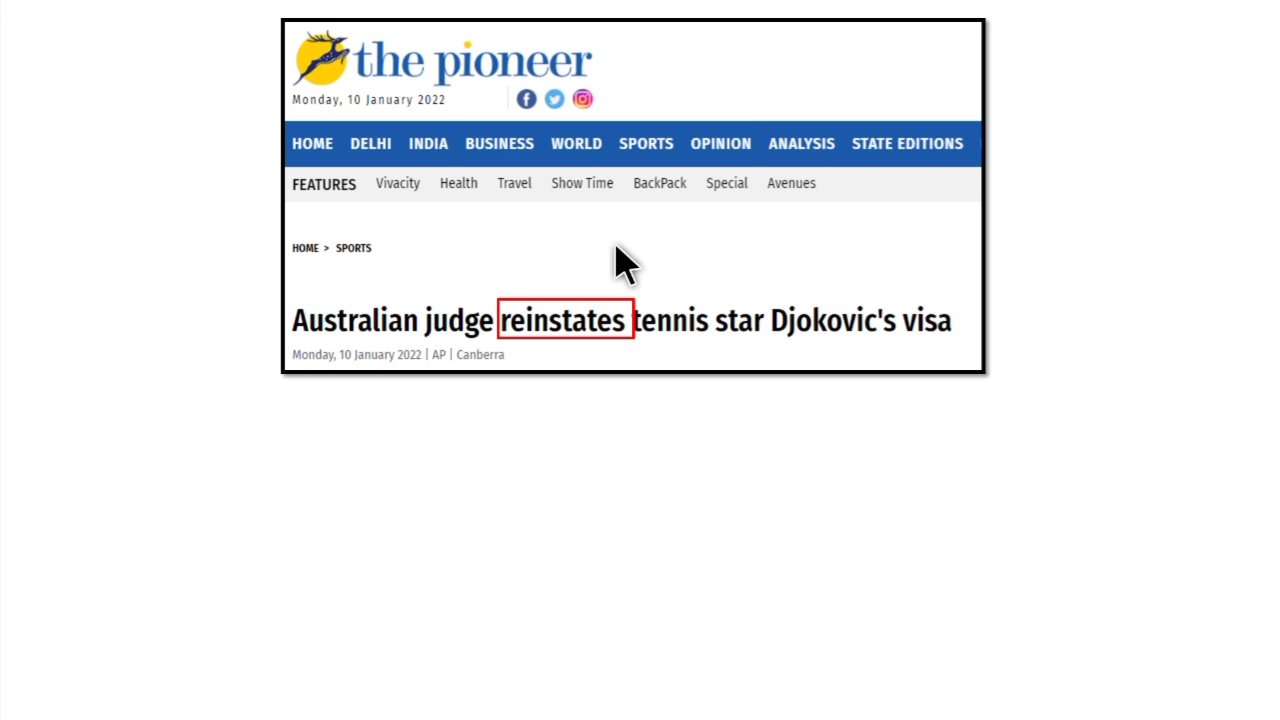 the pioneer
Monday, 10 January 2022
HOME DELHI INDIA BUSINESS WORLD SPORTS OPINION ANALYSIS STATE EDITIONS
FEATURES Vivacity Health Travel Show Time BackPack Special Avenues
HOME > SPORTS
Australian judge reinstates tennis star Djokovic's visa
Monday, 10 January 2022 | AP | Canberra